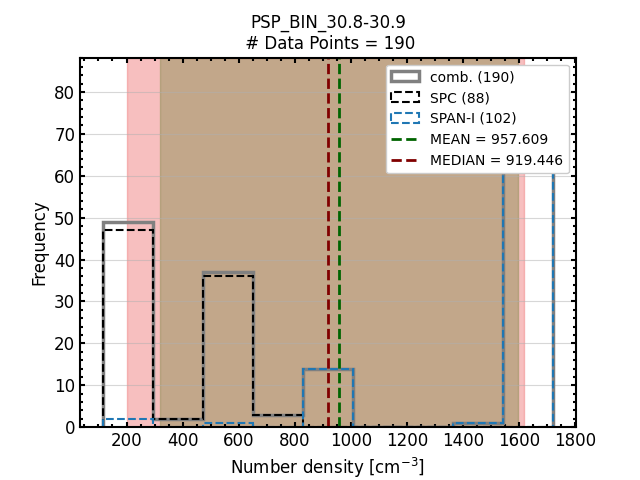 PSP_BIN_30.8-30.9
# Data Points = 190
comb. (190)
SPC (88)
SPAN-I (102)
MEAN = 957.609
MEDIAN = 919.446
Frequency
80
70
60
50
40
30
20
10
0
200 400 600 800 1000 1200 1400 1600 1800
Number density [cm⁻³]